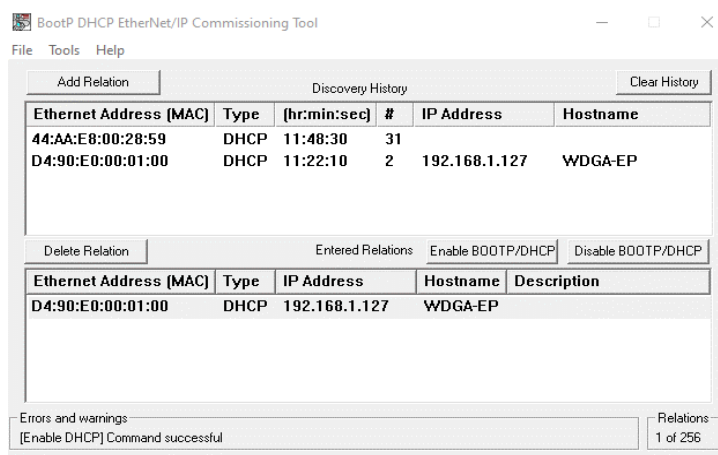 BootP DHCP EtherNet/IP Commissioning Tool
File Tools Help
Add Relation Discovery History Clear History
Ethernet Address (MAC) Type (hr:min:sec) # IP Address Hostname
44:AA:E8:00:28:59 DHCP 11:48:30 31
D4:90:E0:00:01:00 DHCP 11:22:10 2 192.168.1.127 WDGA-EP
Delete Relation Entered Relations Enable BOOTP/DHCP Disable BOOTP/DHCP
Ethernet Address (MAC) Type IP Address Hostname Description
D4:90:E0:00:01:00 DHCP 192.168.1.127 WDGA-EP
Errors and warnings Relations
[Enable DHCP] Command successful 1 of 256